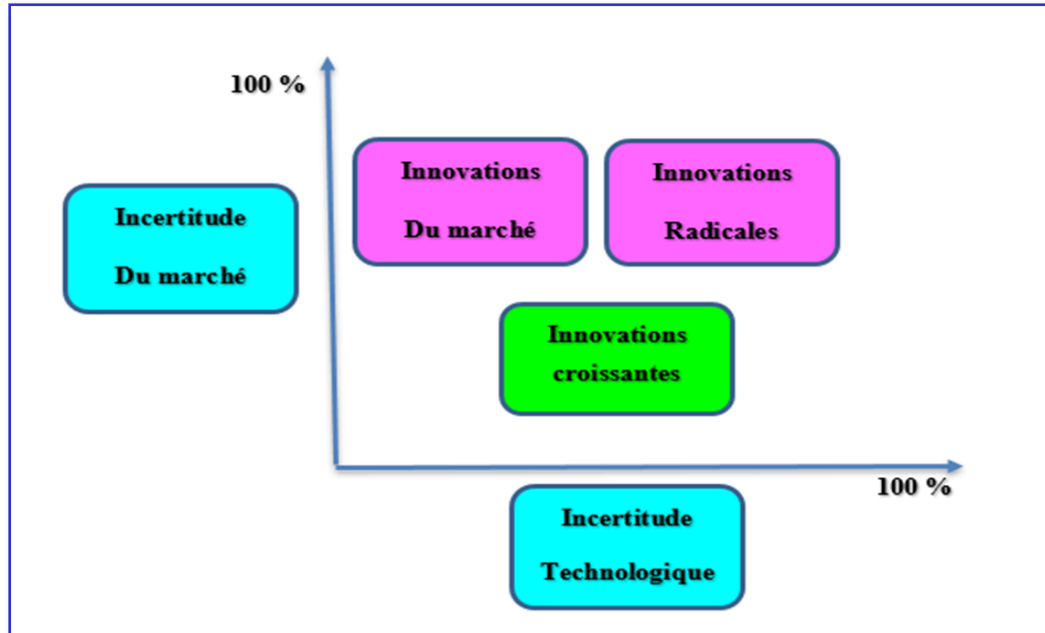 100 %
Incertitude
Du marché
Innovations
Du marché
Innovations
Radicales
Innovations
croissantes
100 %
Incertitude
Technologique